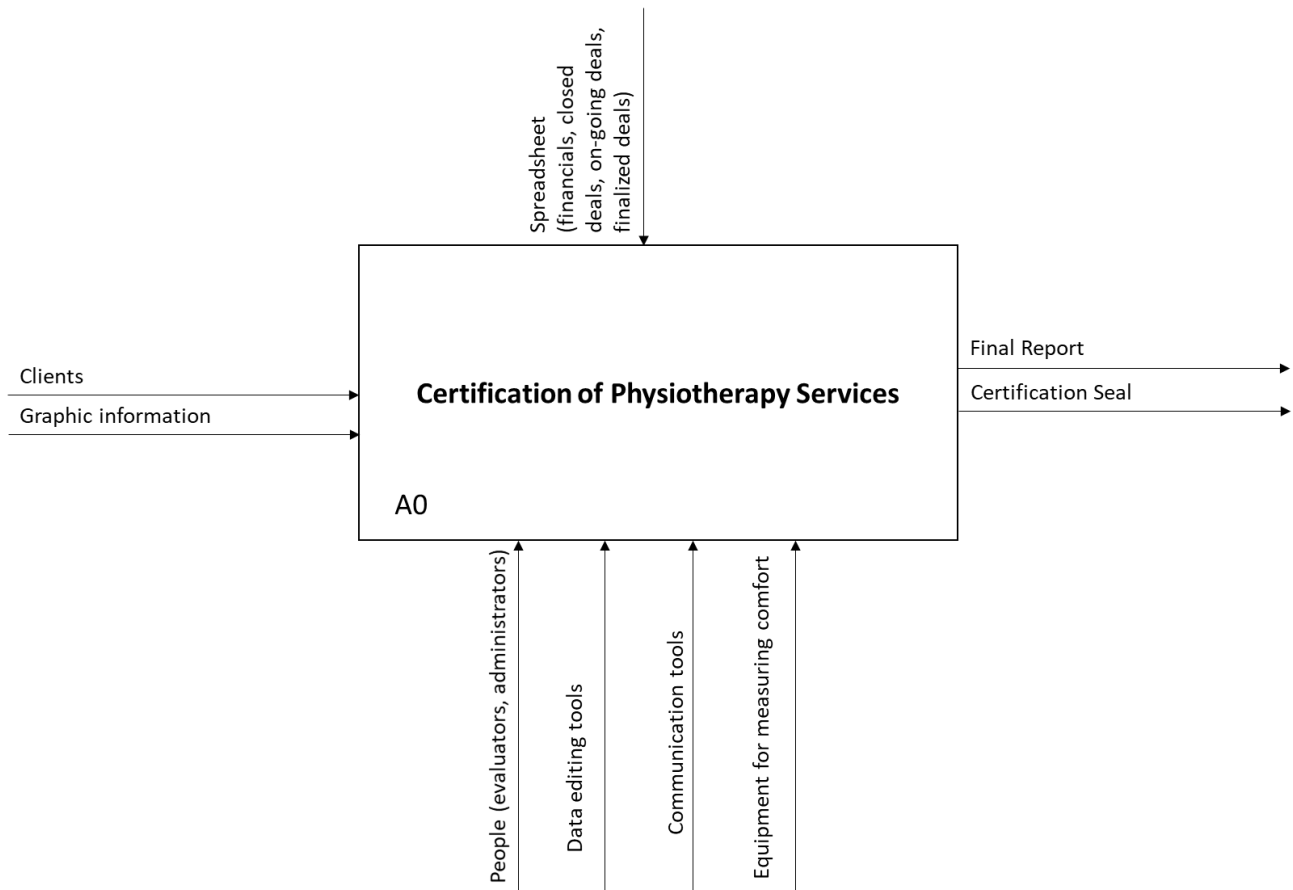 Spreadsheet
(financials, closed
deals, on-going deals,
finalized deals)
Clients
Graphic information
Certification of Physiotherapy Services
A0
Final Report
Certification Seal
People (evaluators, administrators)
Data editing tools
Communication tools
Equipment for measuring comfort